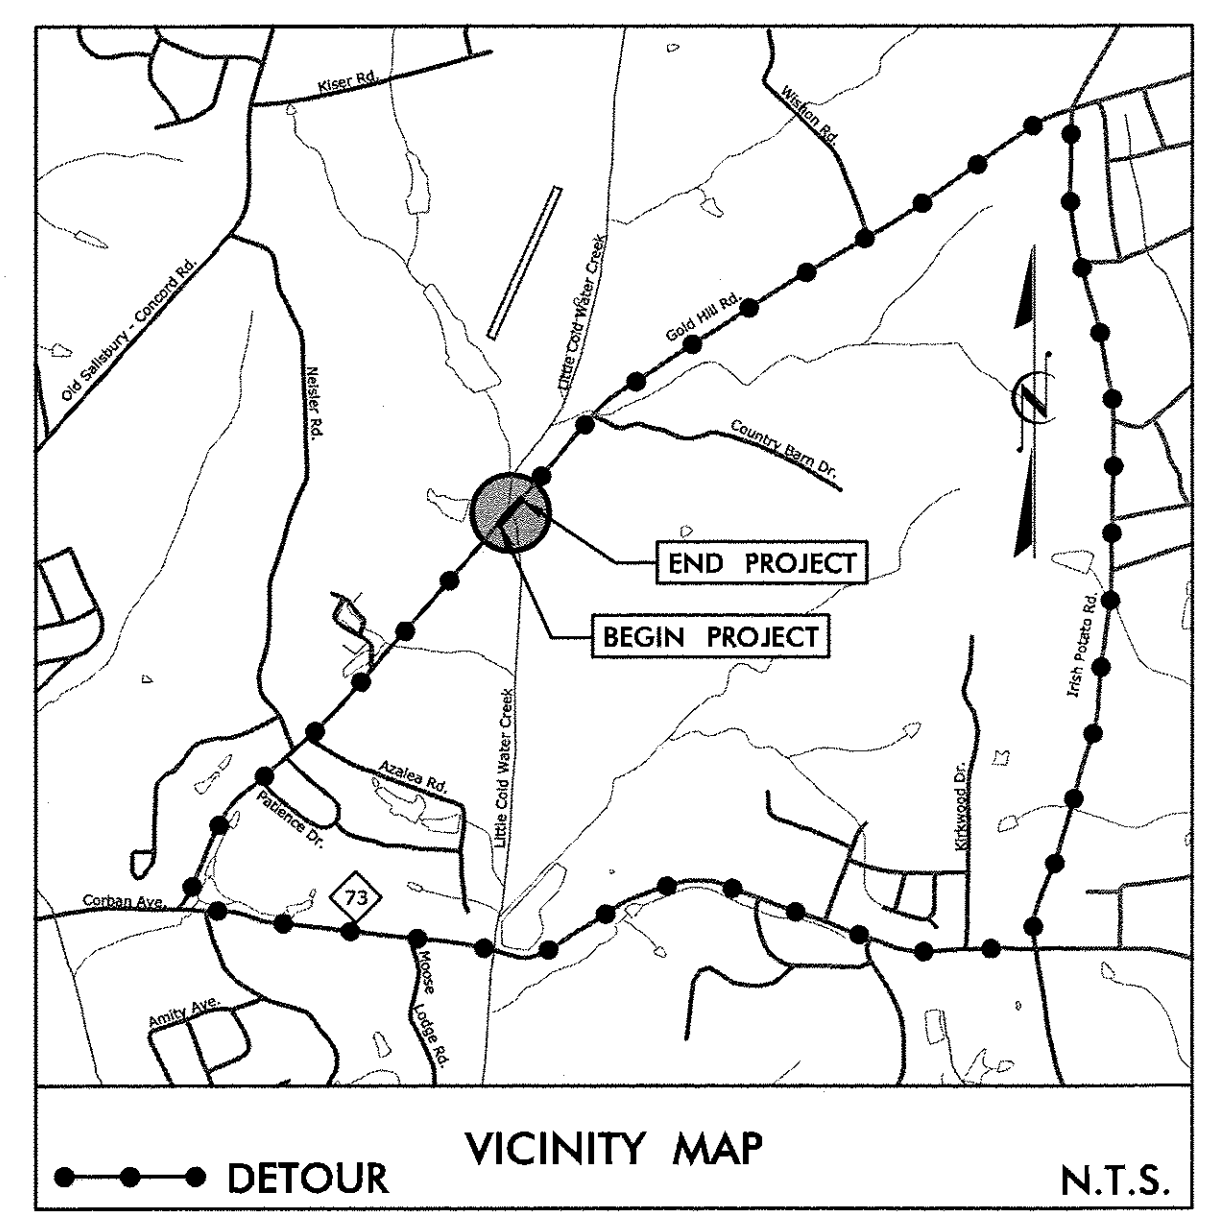 Kiser Rd.
Wishon Rd.
Old Salisbury - Concord Rd.
Little Cold Water Creek
Gold Hill Rd.
Neisler Rd.
Country Barn Dr.
N
END PROJECT
BEGIN PROJECT
Irish Potato Rd.
Little Cold Water Creek
Azalea Rd.
Patience Dr.
Kirkwood Dr.
73
Corban Ave.
Moose
Lodge Rd.
Amity Ave.
VICINITY MAP
DETOUR
N.T.S.